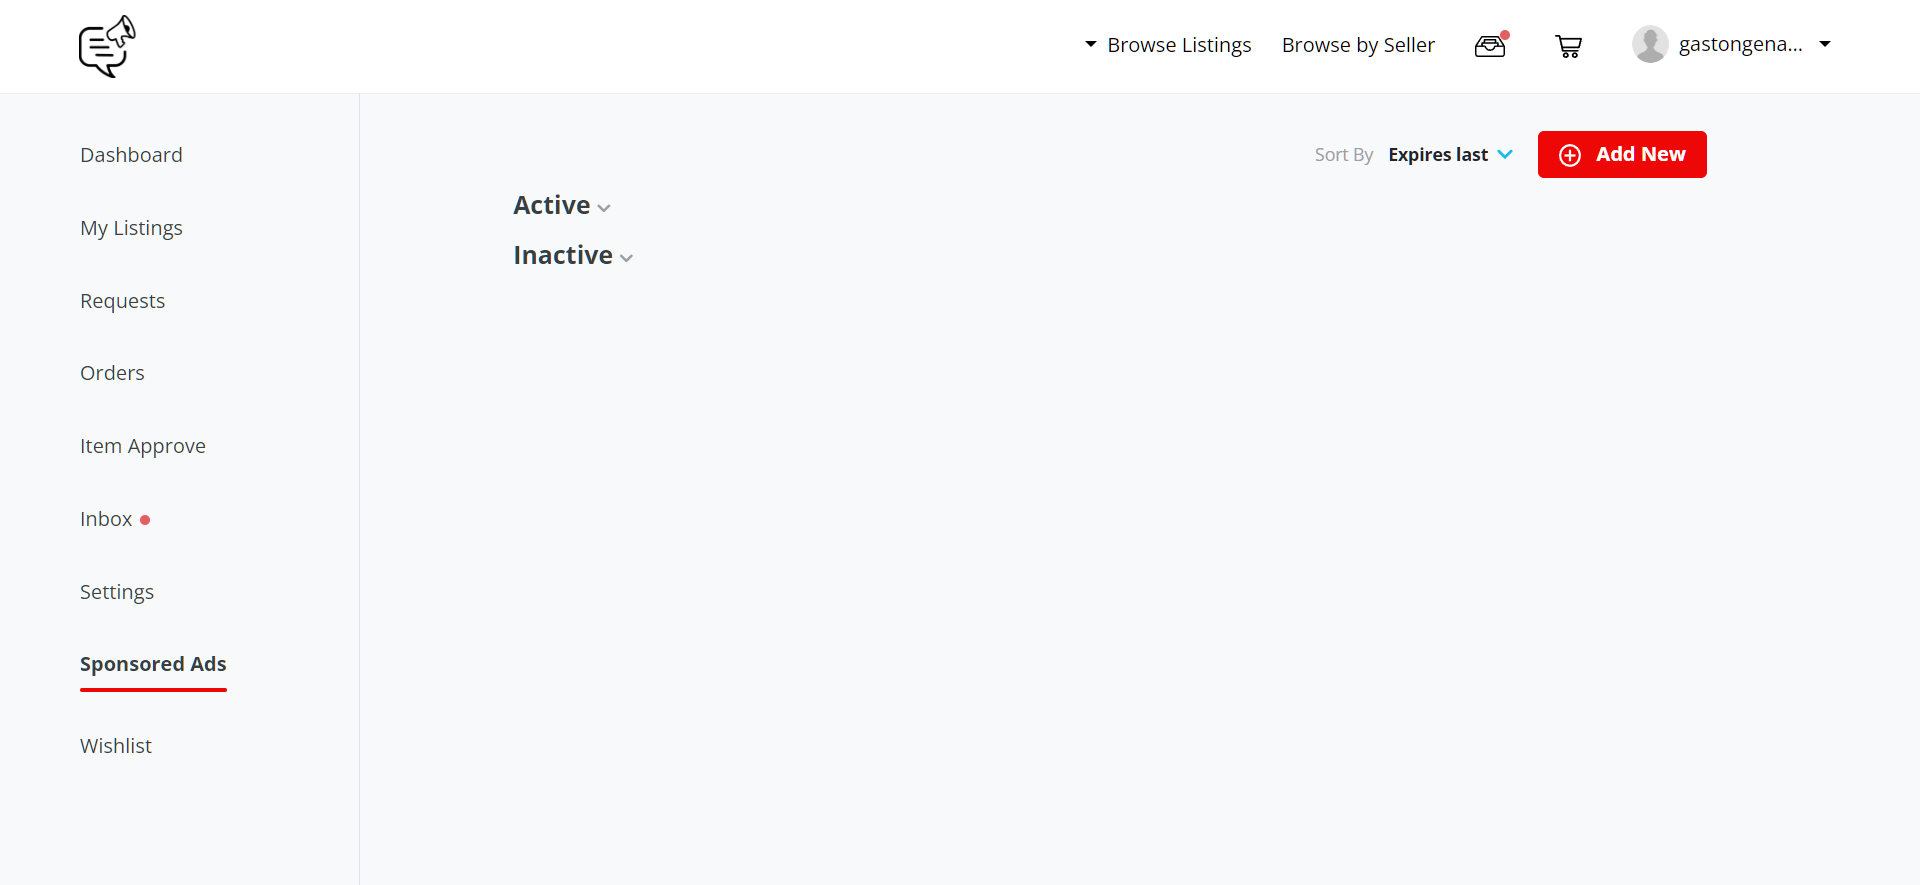 Browse Listings
Browse by Seller
gastongena...
Dashboard
My Listings
Requests
Orders
Item Approve
Inbox
Settings
Sponsored Ads
Wishlist
Sort By Expires last
Add New
Active
Inactive